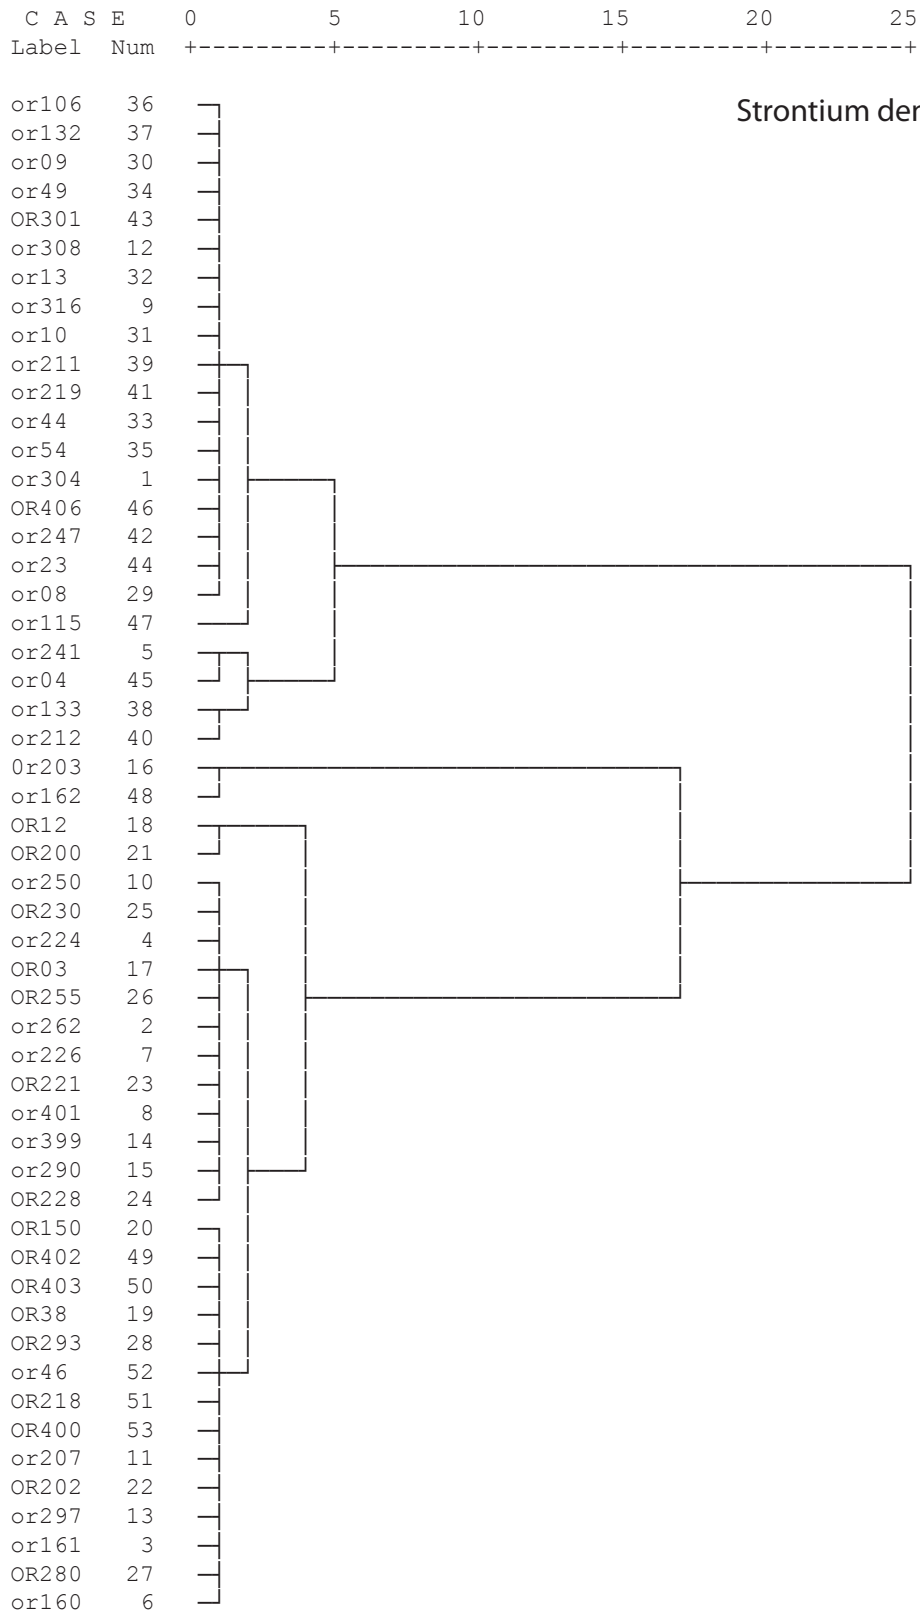 C A S E 0 5 10 15 20 25
Label Num +---------+---------+---------+---------+---------+
Strontium der
or106 36
or132 37
or09 30
or49 34
OR301 43
or308 12
or13 32
or316 9
or10 31
or211 39
or219 41
or44 33
or54 35
or304 1
OR406 46
or247 42
or23 44
or08 29
or115 47
or241 5
or04 45
or133 38
or212 40
0r203 16
or162 48
OR12 18
OR200 21
or250 10
OR230 25
or224 4
OR03 17
OR255 26
or262 2
or226 7
OR221 23
or401 8
or399 14
or290 15
OR228 24
OR150 20
OR402 49
OR403 50
OR38 19
OR293 28
or46 52
OR218 51
OR400 53
or207 11
OR202 22
or297 13
or161 3
OR280 27
or160 6